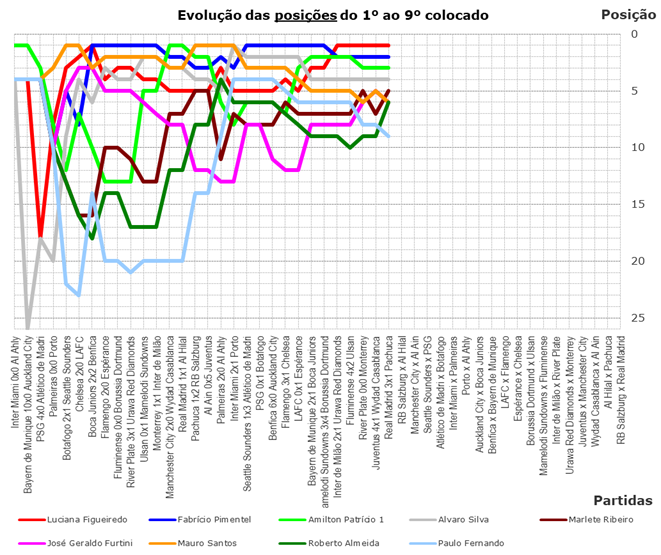 Evolução das posições do 1º ao 9º colocado
Posição
0
5
10
15
20
25
Inter Miami 0x0 Al Ahly
Bayern de Munique 10x0 Auckland City
PSG 4x0 Atlético de Madri
Palmeiras 0x0 Porto
Botafogo 2x1 Seattle Sounders
Chelsea 2x0 LAFC
Boca Juniors 2x2 Benfica
Flamengo 2x0 Espérance
Fluminense 0x0 Borussia Dortmund
River Plate 3x1 Urawa Red Diamonds
Ulsan 0x1 Mamelodi Sundowns
Monterrey 1x1 Inter de Milão
Manchester City 2x0 Wydad Casablanca
Real Madrid 1x1 Al Hilal
Pachuca 1x2 RB Salzburg
Al Ain 0x5 Juventus
Palmeiras 2x0 Al Ahly
Inter Miami 2x1 Porto
Seattle Sounders 1x3 Atlético de Madri
PSG 0x1 Botafogo
Benfica 6x0 Auckland City
Flamengo 3x1 Chelsea
LAFC 0x1 Espérance
Bayern de Munique 2x1 Boca Juniors
amelodi Sundowns 3x4 Borussia Dortmund
Inter de Milão 2x1 Urawa Red Diamonds
Fluminense 4x2 Ulsan
River Plate 0x0 Monterrey
Juventus 4x1 Wydad Casablanca
Real Madrid 3x1 Pachuca
RB Salzburg x Al Hilal
Manchester City x Al Ain
Seattle Sounders x PSG
Atlético de Madri x Botafogo
Inter Miami x Palmeiras
Porto x Al Ahly
Auckland City x Boca Juniors
Benfica x Bayern de Munique
LAFC x Flamengo
Espérance x Chelsea
Borussia Dortmund x Ulsan
Mamelodi Sundowns x Fluminense
Inter de Milão x River Plate
Urawa Red Diamonds x Monterrey
Juventus x Manchester City
Wydad Casablanca x Al Ain
Al Hilal x Pachuca
RB Salzburg x Real Madrid
Partidas
Luciana Figueiredo
Fabrício Pimentel
Amilton Patrício 1
Alvaro Silva
Marlete Ribeiro
José Geraldo Furtini
Mauro Santos
Roberto Almeida
Paulo Fernando